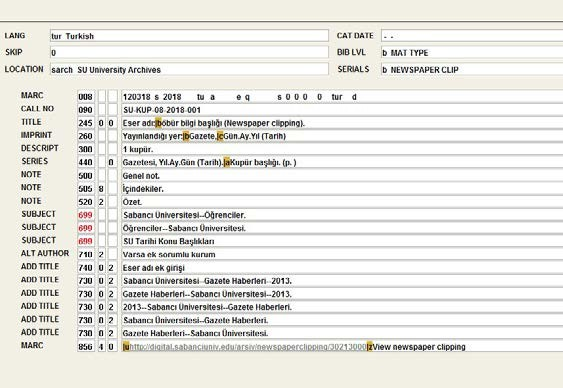 LANG tur Turkish CAT DATE - -
SKIP 0 BIB LVL b MAT TYPE
LOCATION sarch SU University Archives SERIALS b NEWSPAPER CLIP
MARC 008 120318 s 2018 tu a e q s 0 0 0 0 tur d
CALL NO 090 SU-KUP-08-2018-001
TITLE 245 0 0 Eser adı:|böbür bilgi başlığı (Newspaper clipping).
IMPRINT 260 Yayınlandığı yer:|bGazete,|cGün.Ay.Yıl (Tarih)
DESCRIPT 300 1 kupür.
SERIES 440 0 Gazetesi, Yıl.Ay.Gün (Tarih).|aKupür başlığı. (p. )
NOTE 500 Genel not.
NOTE 505 8 İçindekiler.
NOTE 520 2 Özet.
SUBJECT 699 Sabancı Üniversitesi--Öğrenciler.
SUBJECT 699 Öğrenciler--Sabancı Üniversitesi.
SUBJECT 699 SU Tarihi Konu Başlıkları
ALT AUTHOR 710 2 Varsa ek sorumlu kurum
ADD TITLE 740 0 2 Eser adı ek girişi
ADD TITLE 730 0 2 Sabancı Üniversitesi--Gazete Haberleri--2013.
ADD TITLE 730 0 2 Gazete Haberleri--Sabancı Üniversitesi--2013.
ADD TITLE 730 0 2 2013--Sabancı Üniversitesi--Gazete Haberleri.
ADD TITLE 730 0 2 Sabancı Üniversitesi--Gazete Haberleri.
ADD TITLE 730 0 2 Gazete Haberleri--Sabancı Üniversitesi.
MARC 856 4 0 |uhttp://digital.sabanciuniv.edu/arsiv/newspaperclipping/30213000|zView newspaper clipping